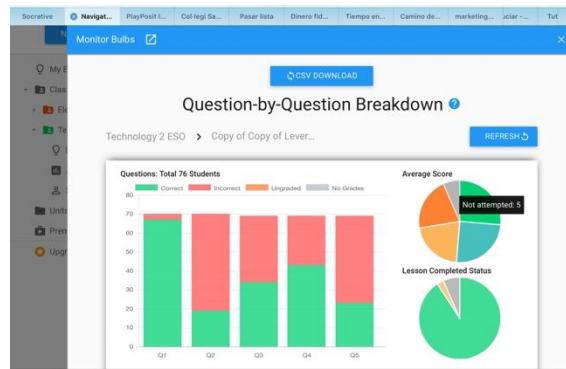 Socrative
Navigat...
PlayPosit I...
Col·legi Sa...
Pasar lista
Dinero fid...
Tiempo en...
Camino de...
marketing...
Tut
Monitor Bulbs
CSV DOWNLOAD
Question-by-Question Breakdown
Technology 2 ESO > Copy of Copy of Lever...
REFRESH
My E
Clas
Ele
Te
Units
Prem
Upgr
Questions: Total 76 Students
Correct Incorrect Ungraded No Grades
80
70
60
50
40
30
20
10
0
Q1 Q2 Q3 Q4 Q5
Average Score
Not attempted: 5
Lesson Completed Status